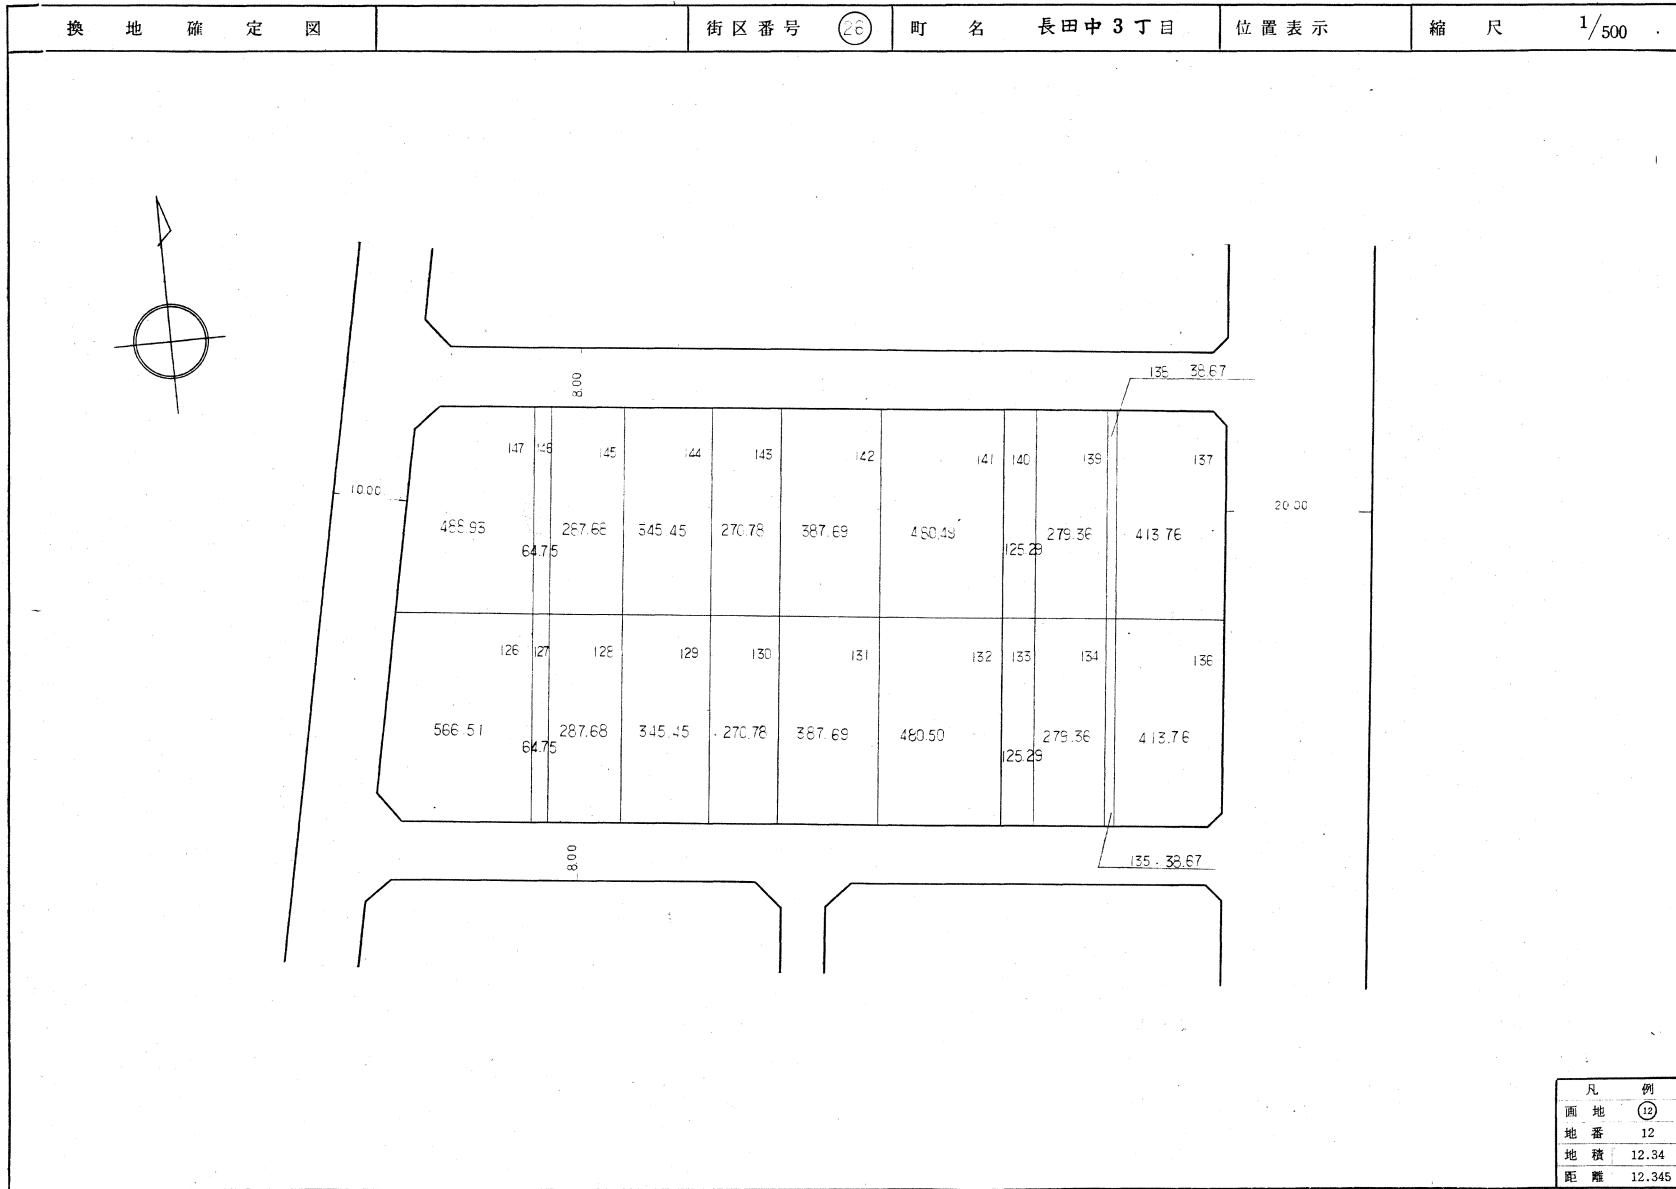 換地確定図 街区番号 26 町名 長田中3丁目 位置表示 縮尺 1/500
8.00
138 38.67
147 146 145 144 143 142 141 140 139 137
10.00
20.00
488.93 287.68 345.45 270.78 387.69 480.49 279.36 413.76
64.75 125.29
126 127 128 129 130 131 132 133 134 136
566.51 287.68 345.45 270.78 387.69 480.50 279.36 413.76
64.75 125.29
8.00
135 38.67
凡例
画地 12
地番 12
地積 12.34
距離 12.345